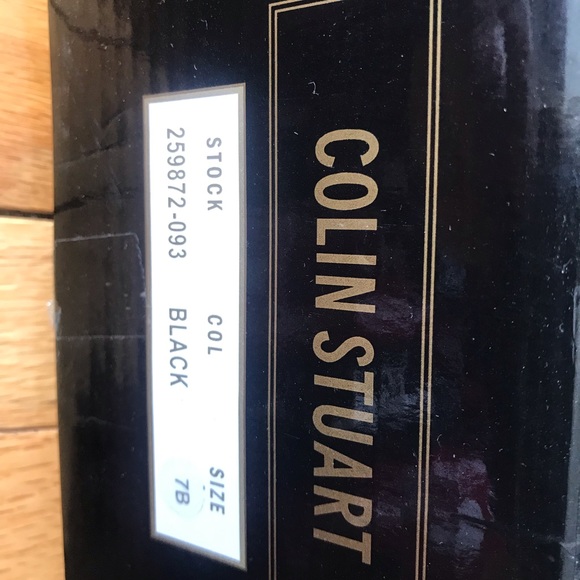 COLIN STUART
STOCK COL SIZE
259872-093 BLACK 7B